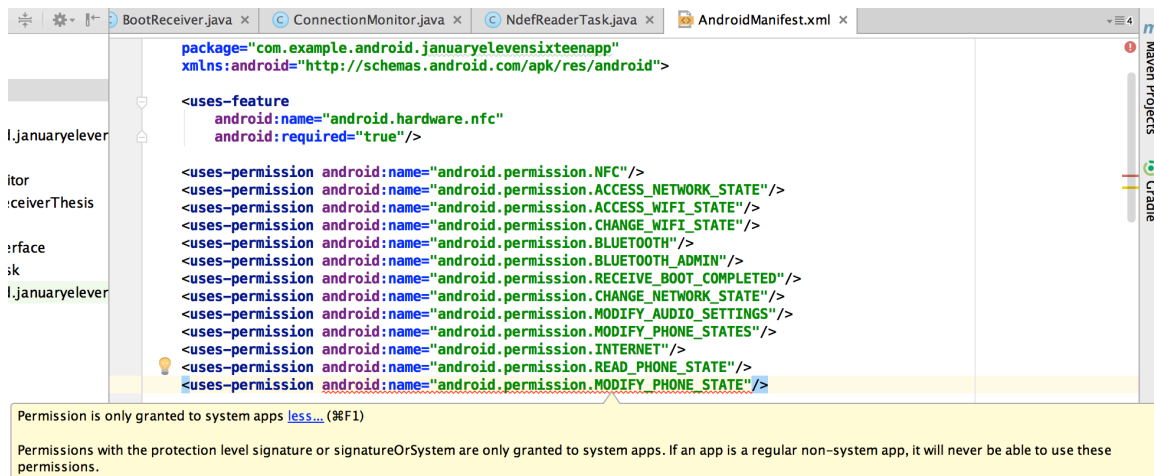 BootReceiver.java × ConnectionMonitor.java × NdefReaderTask.java × AndroidManifest.xml × 4
package="com.example.android.januaryelevensixteenapp"
xmlns:android="http://schemas.android.com/apk/res/android">
<uses-feature
android:name="android.hardware.nfc"
android:required="true"/>
<uses-permission android:name="android.permission.NFC"/>
<uses-permission android:name="android.permission.ACCESS_NETWORK_STATE"/>
<uses-permission android:name="android.permission.ACCESS_WIFI_STATE"/>
<uses-permission android:name="android.permission.CHANGE_WIFI_STATE"/>
<uses-permission android:name="android.permission.BLUETOOTH"/>
<uses-permission android:name="android.permission.BLUETOOTH_ADMIN"/>
<uses-permission android:name="android.permission.RECEIVE_BOOT_COMPLETED"/>
<uses-permission android:name="android.permission.CHANGE_NETWORK_STATE"/>
<uses-permission android:name="android.permission.MODIFY_AUDIO_SETTINGS"/>
<uses-permission android:name="android.permission.MODIFY_PHONE_STATES"/>
<uses-permission android:name="android.permission.INTERNET"/>
<uses-permission android:name="android.permission.READ_PHONE_STATE"/>
<uses-permission android:name="android.permission.MODIFY_PHONE_STATE"/>
d.januaryelever
itor
eceiverThesis
erface
sk
d.januaryelever
Maven Projects
Gradle
Permission is only granted to system apps less... (⌘F1)
Permissions with the protection level signature or signatureOrSystem are only granted to system apps. If an app is a regular non-system app, it will never be able to use these
permissions.